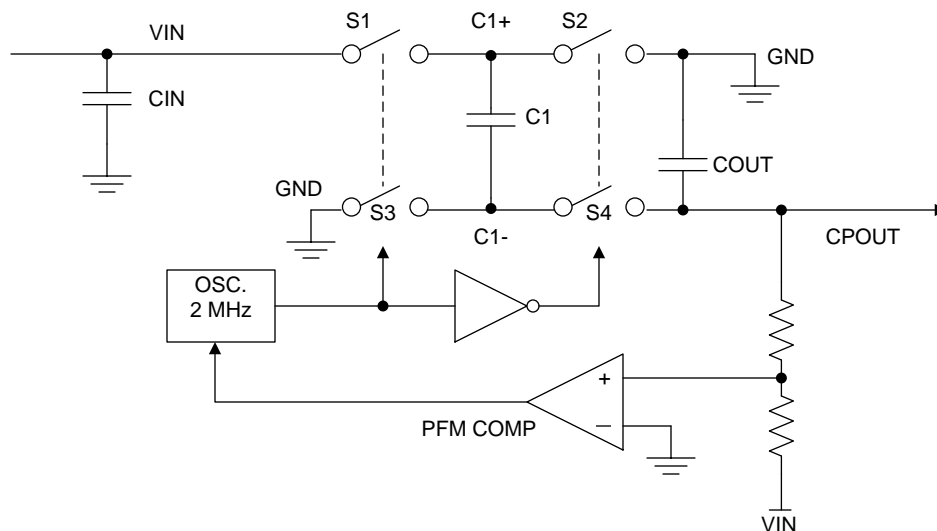 S1
C1+
S2
VIN
GND
CIN
C1
COUT
GND
S3
S4
C1-
CPOUT
OSC.
2 MHz
+
–
PFM COMP
VIN